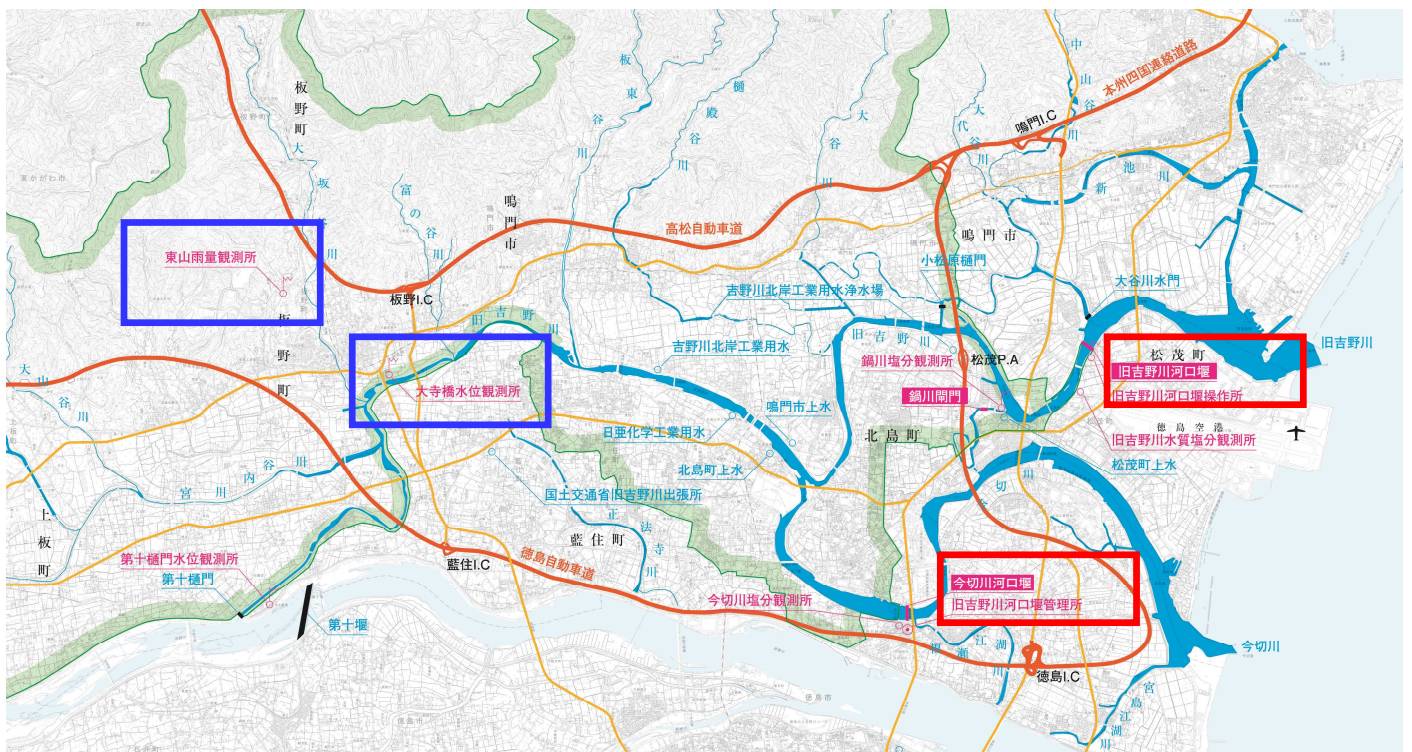 本州四国連絡道路
中山谷川
板野町
板野町
大坂谷川
板東谷川
樋殿谷川
大谷川
大代谷川
鳴門I.C
富の谷川
鳴門市
新池川
高松自動車道
鳴門市
東かがわ市
東山雨量観測所
小松原樋門
大谷川水門
吉野川北岸工業用水浄水場
板野I.C
旧吉野川
旧吉野川
吉野川北岸工業用水
鍋川塩分観測所
松茂P.A
松茂町
旧吉野川
旧吉野川河口堰
旧吉野川河口堰操作所
板野町
大山谷川
大寺橋水位観測所
鳴門市上水
鍋川閘門
徳島空港
旧吉野川水質塩分観測所
日亜化学工業用水
北島町
北島町上水
松茂町上水
宮川内谷川
国土交通省旧吉野川出張所
今切川
上板町
正法寺川
藍住町
第十樋門水位観測所
第十樋門
藍住I.C
徳島自動車道
今切川河口堰
旧吉野川河口堰管理所
今切川塩分観測所
第十堰
旧江湖瀬川
今切川
徳島I.C
宮島江湖川
徳島市
徳島市